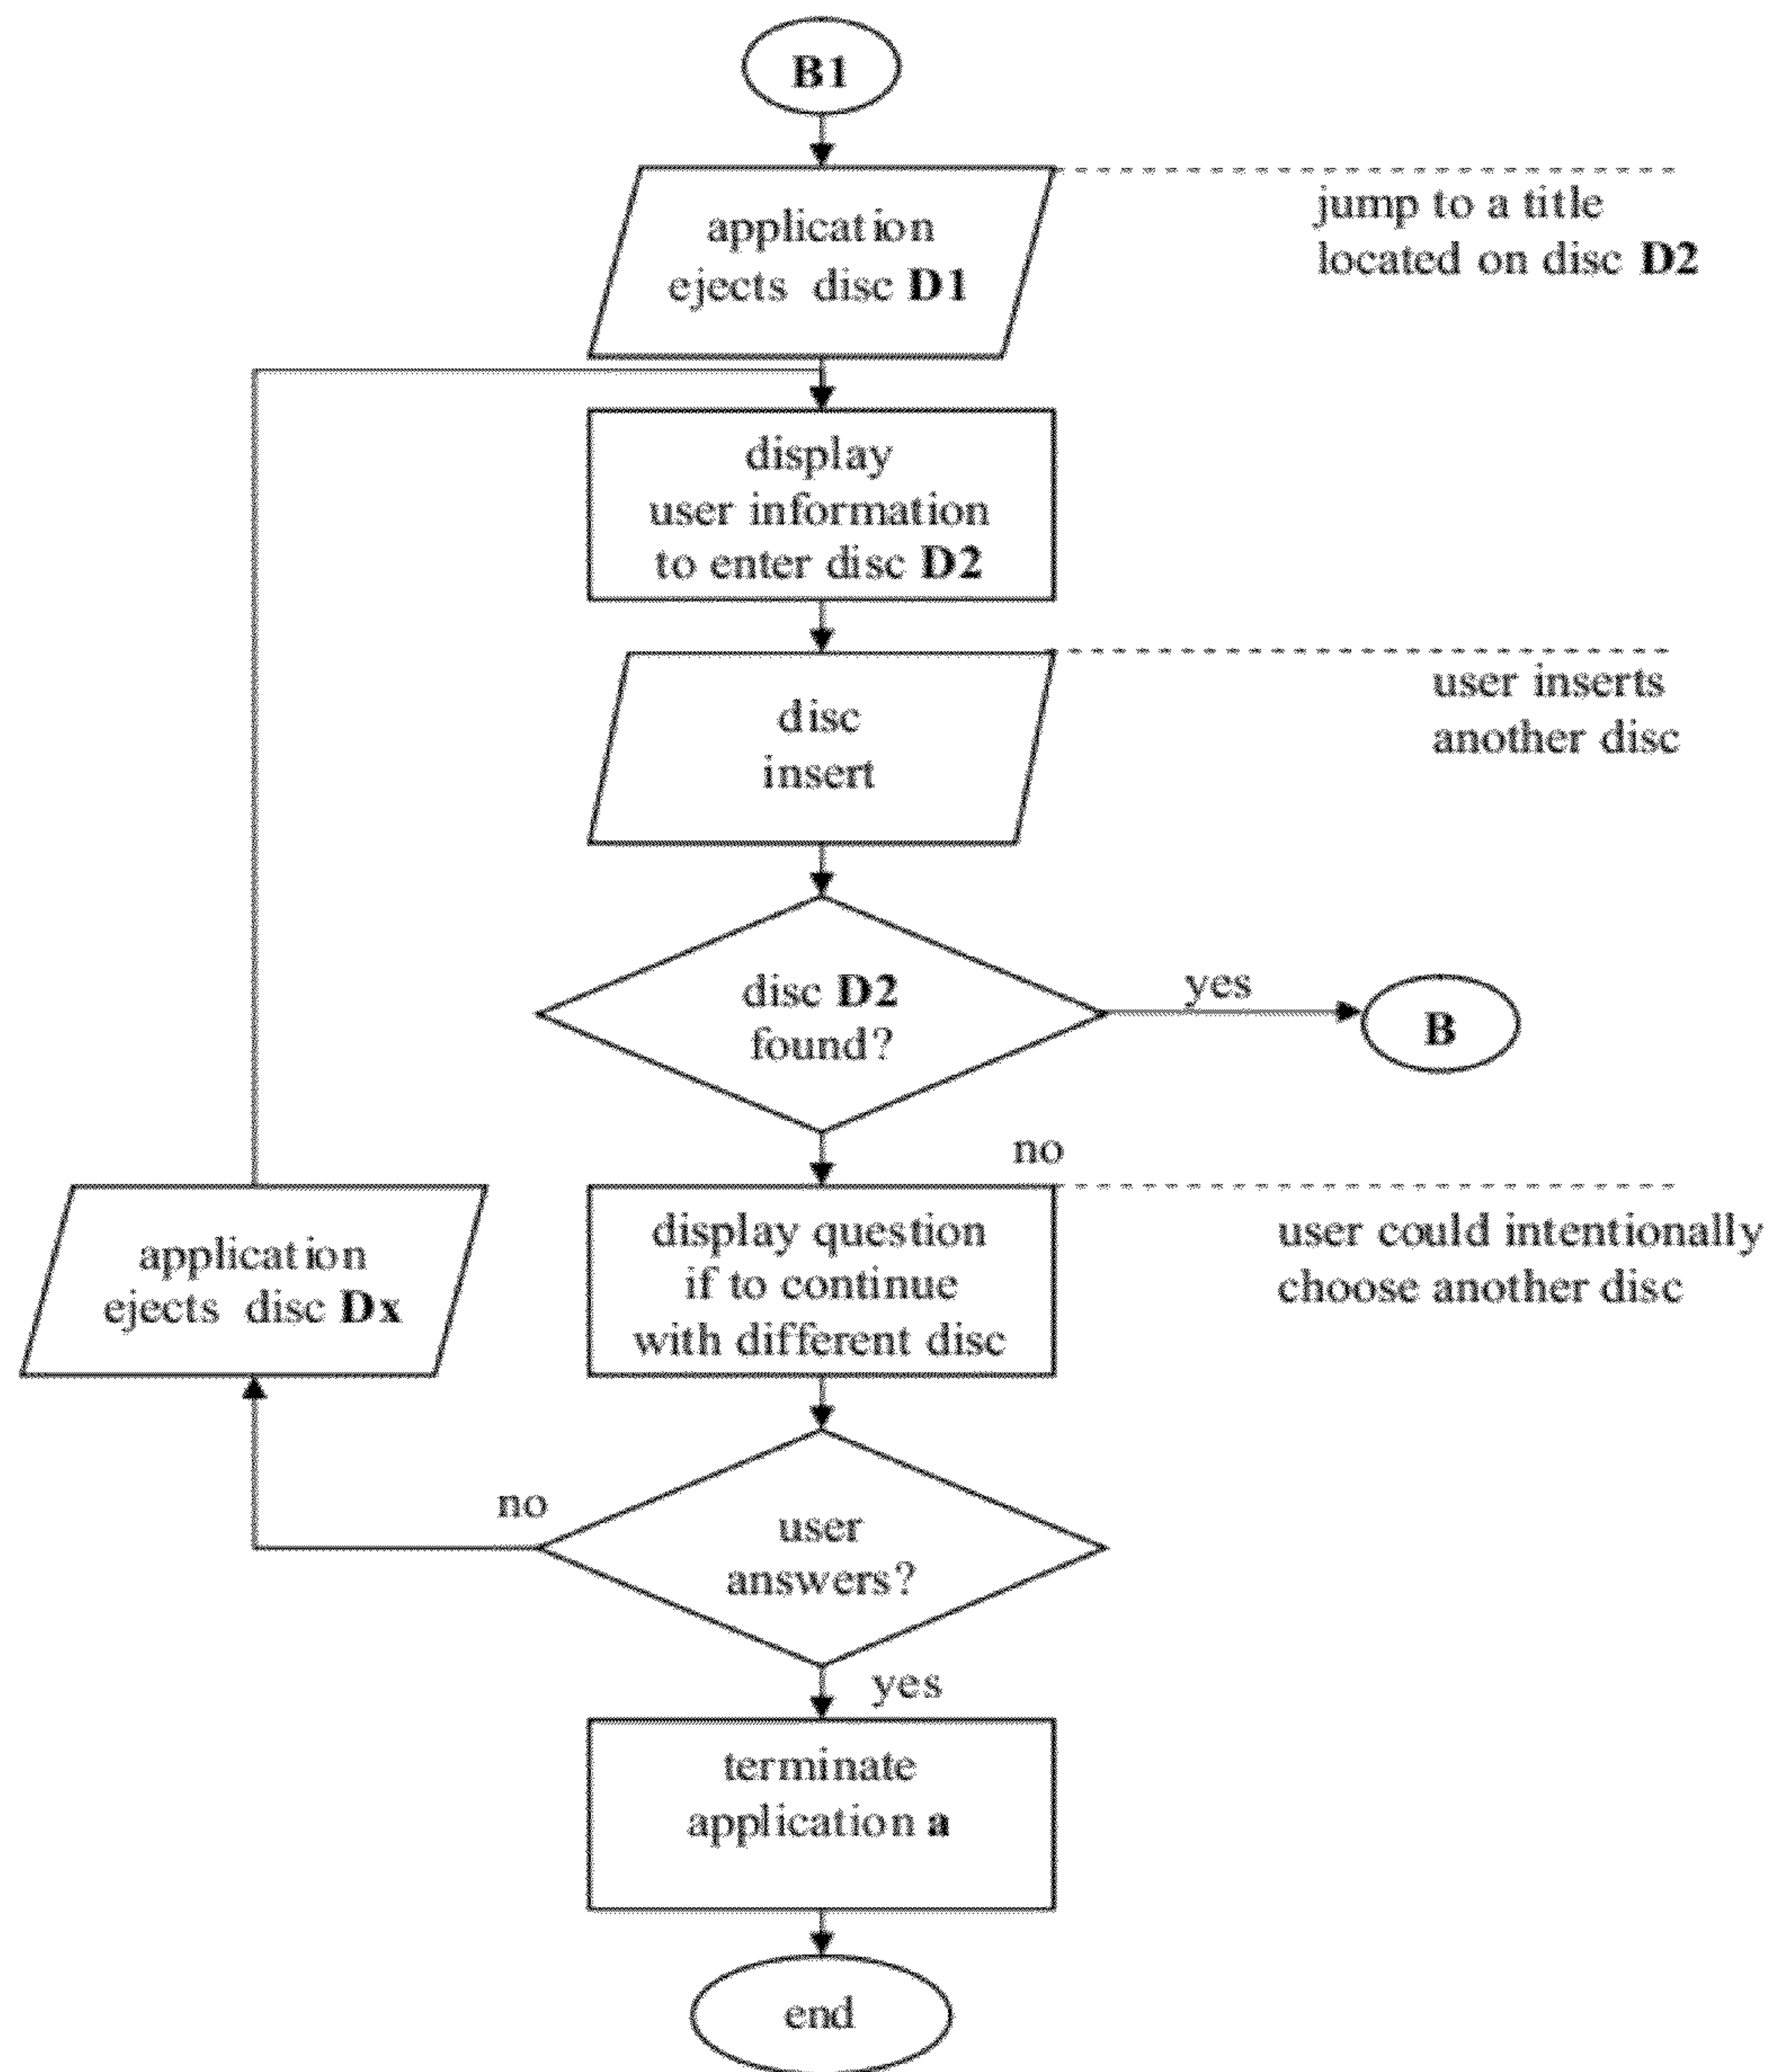 B1
application
ejects disc D1
jump to a title
located on disc D2
display
user information
to enter disc D2
disc
insert
user inserts
another disc
disc D2
found?
yes
B
no
application
ejects disc Dx
display question
if to continue
with different disc
user could intentionally
choose another disc
no
user
answers?
yes
terminate
application a
end